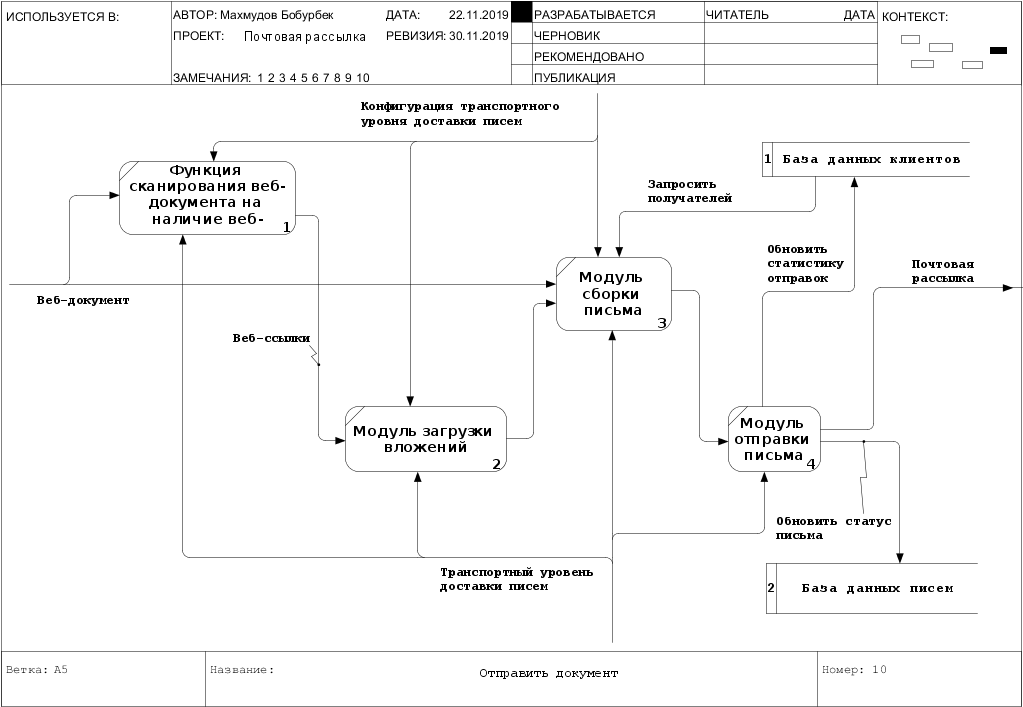 ИСПОЛЬЗУЕТСЯ В:
АВТОР: Махмудов Бобурбек
ДАТА: 22.11.2019
ПРОЕКТ: Почтовая рассылка
РЕВИЗИЯ: 30.11.2019
ЗАМЕЧАНИЯ: 1 2 3 4 5 6 7 8 9 10
РАЗРАБАТЫВАЕТСЯ
ЧЕРНОВИК
РЕКОМЕНДОВАНО
ПУБЛИКАЦИЯ
ЧИТАТЕЛЬ
ДАТА
КОНТЕКСТ:
Конфигурация транспортного
уровня доставки писем
Функция
сканирования веб-
документа на
наличие веб-
1
1
База данных клиентов
Запросить
получателей
Обновить
статистику
отправок
Почтовая
рассылка
Веб-документ
Модуль
сборки
письма
3
Веб-ссылки
Модуль загрузки
вложений
2
Модуль
отправки
письма
4
Обновить статус
письма
Транспортный уровень
доставки писем
2
База данных писем
Ветка: A5
Название:
Отправить документ
Номер: 10